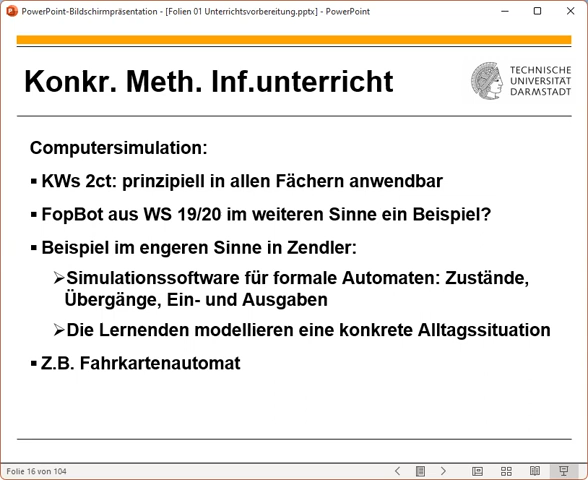 PowerPoint-Bildschirmpräsentation - [Folien 01 Unterrichtsvorbereitung.pptx] - PowerPoint
Konkr. Meth. Inf.unterricht
TECHNISCHE
UNIVERSITÄT
DARMSTADT
Computersimulation:
▪ KWs 2ct: prinzipiell in allen Fächern anwendbar
▪ FopBot aus WS 19/20 im weiteren Sinne ein Beispiel?
▪ Beispiel im engeren Sinne in Zendler:
➢Simulationssoftware für formale Automaten: Zustände,
Übergänge, Ein- und Ausgaben
➢Die Lernenden modellieren eine konkrete Alltagssituation
▪ Z.B. Fahrkartenautomat
Folie 16 von 104